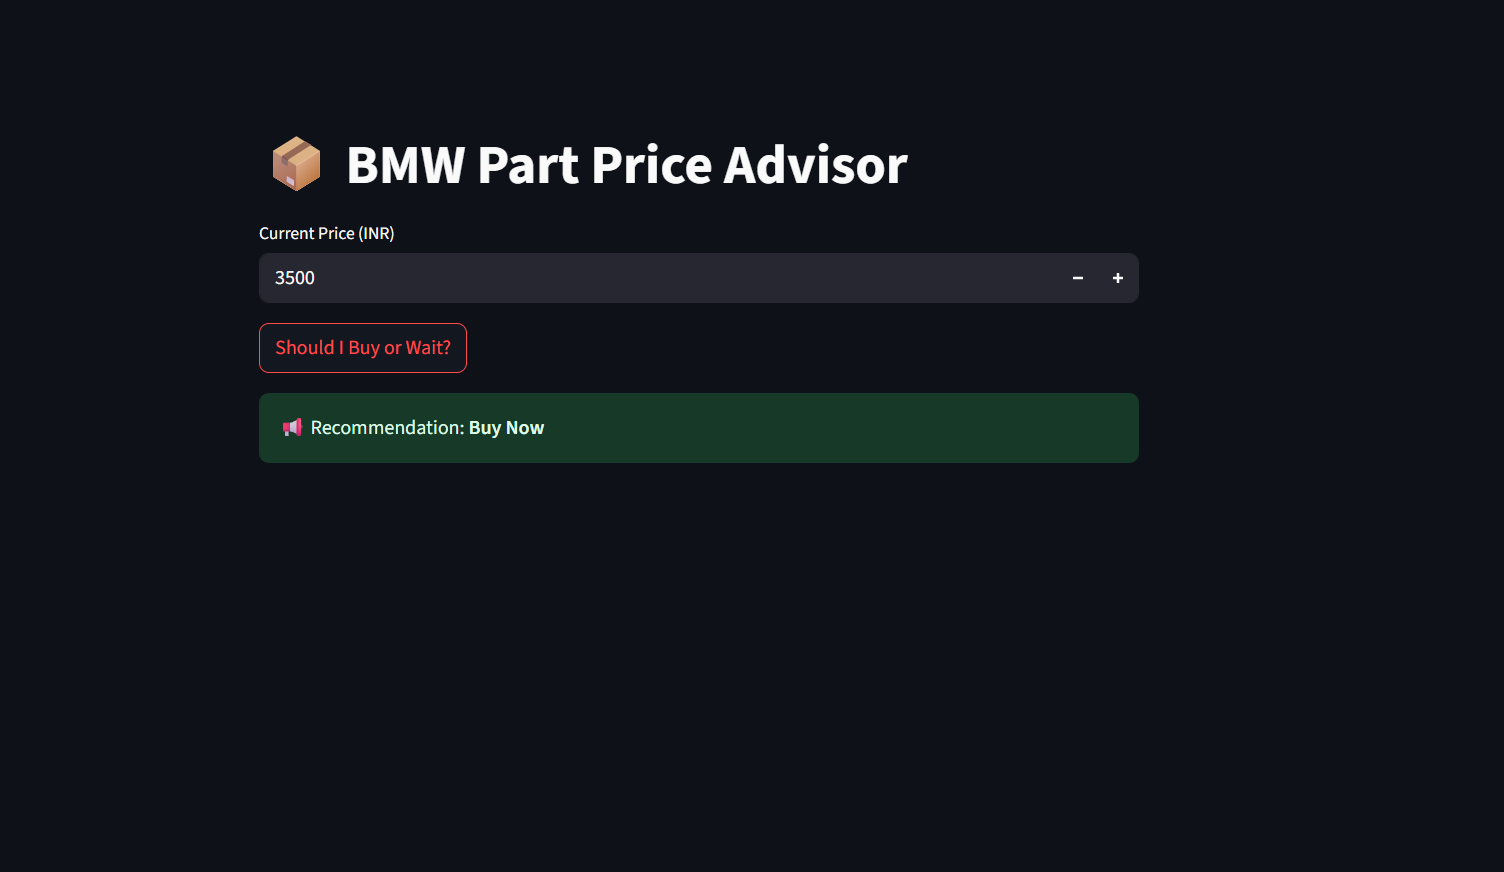 BMW Part Price Advisor
Current Price (INR)
3500
Should I Buy or Wait?
Recommendation: Buy Now